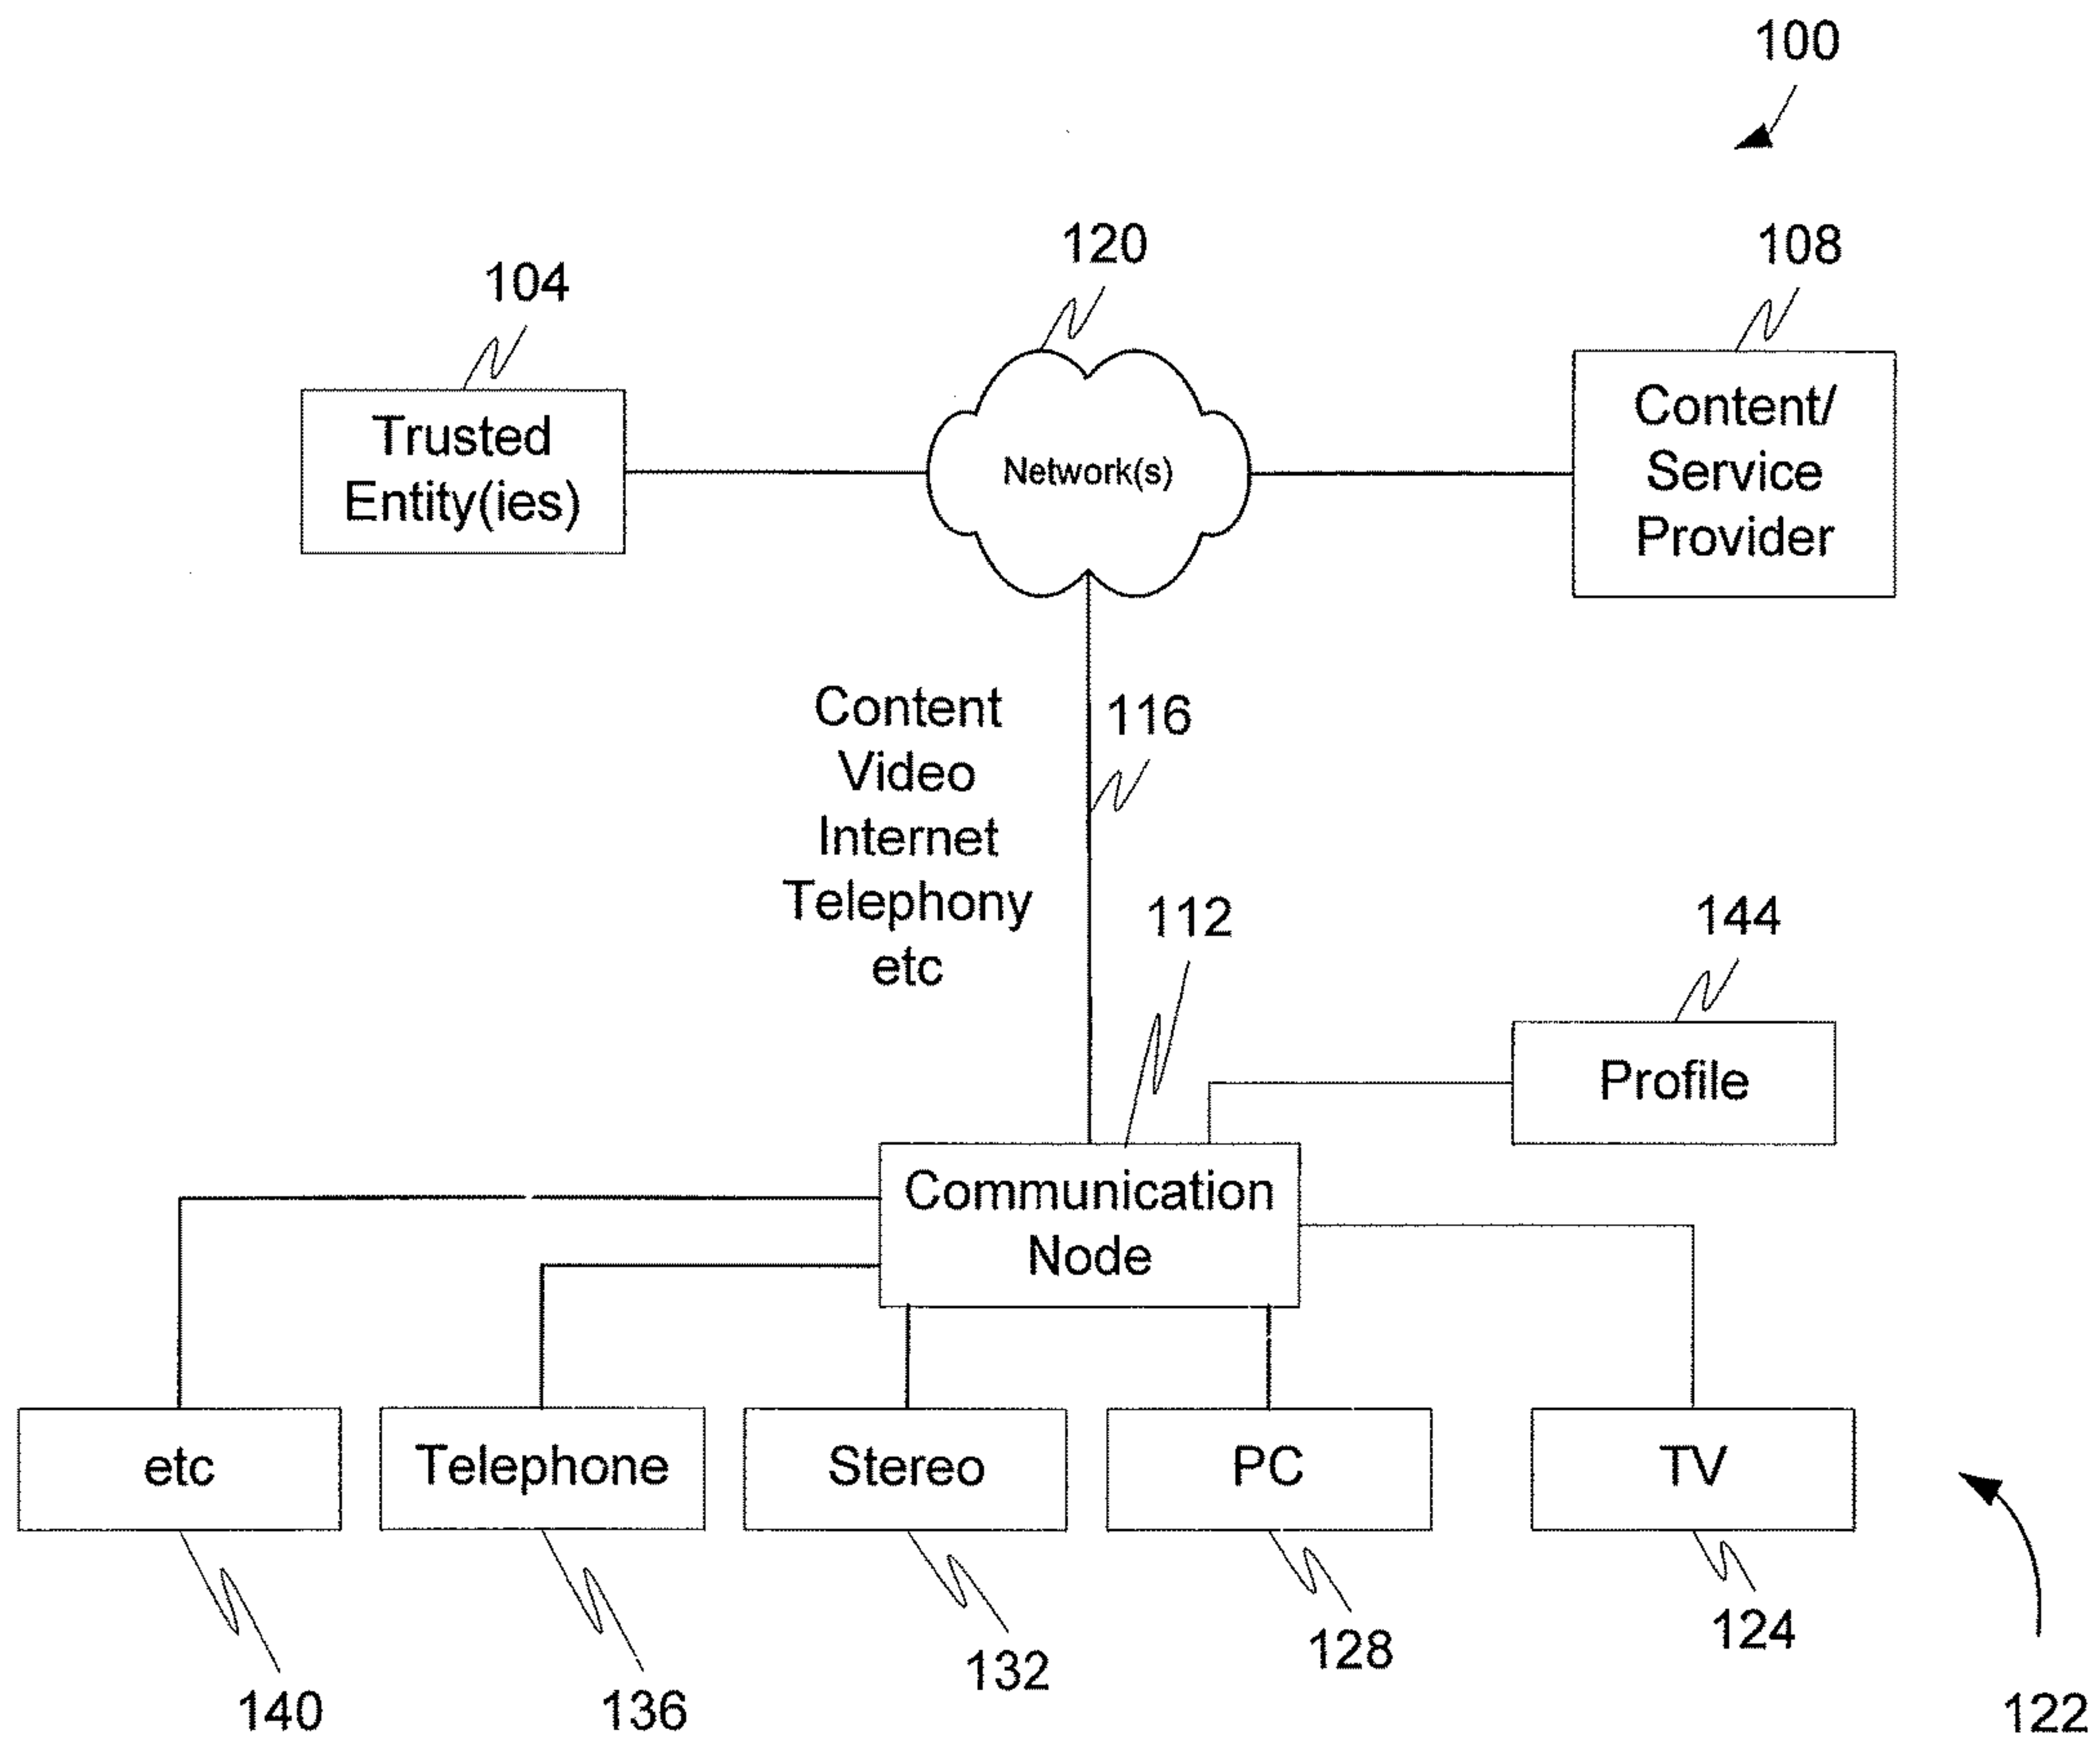 100
120
108
104
Trusted
Entity(ies)
Network(s)
Content/
Service
Provider
Content
Video
Internet
Telephony
etc
116
112
144
Profile
Communication
Node
etc
Telephone
Stereo
PC
TV
140
136
132
128
124
122